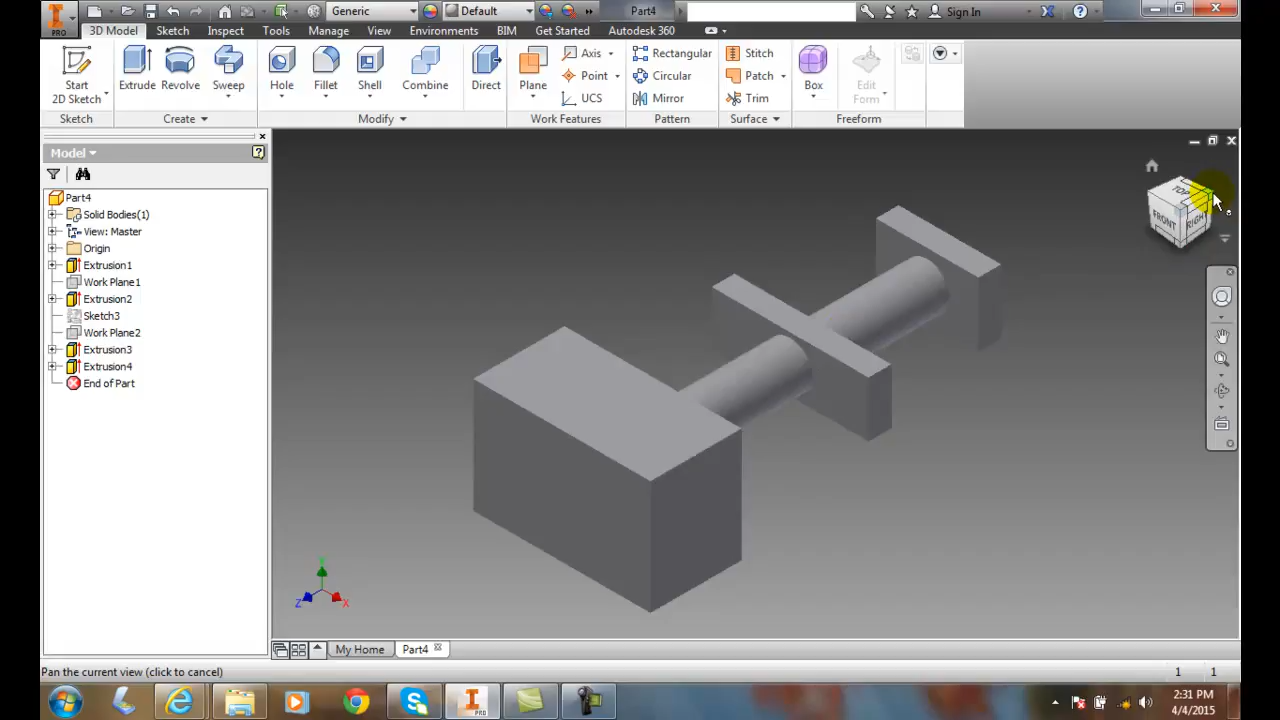 PRO
Generic
Default
Part4
Sign In
3D Model Sketch Inspect Tools Manage View Environments BIM Get Started Autodesk 360
Start
2D Sketch
Extrude Revolve Sweep
Hole Fillet Shell Combine
Direct
Plane
Axis
Point
UCS
Rectangular
Circular
Mirror
Stitch
Patch
Trim
Box
Edit
Form
Sketch Create Modify Work Features Pattern Surface Freeform
Model
Part4
Solid Bodies(1)
View: Master
Origin
Extrusion1
Work Plane1
Extrusion2
Sketch3
Work Plane2
Extrusion3
Extrusion4
End of Part
TOP
FRONT
RIGHT
Y
Z
X
My Home
Part4
Pan the current view (click to cancel)
1 1
PRO
2:31 PM
4/4/2015